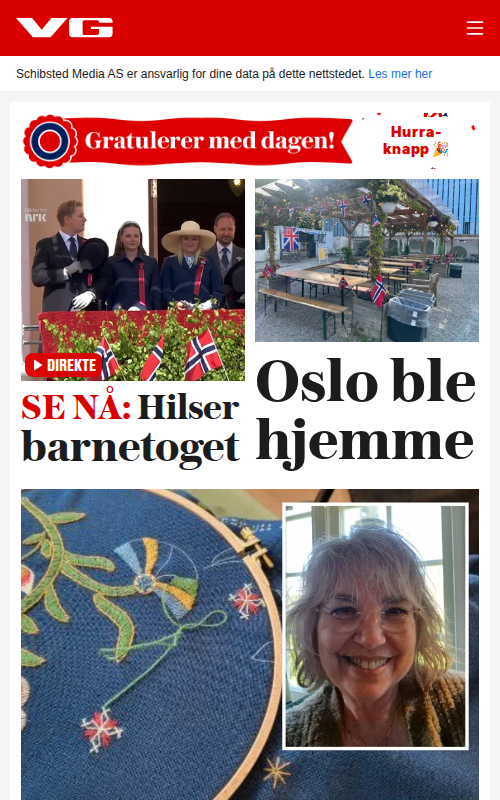 VG
Schibsted Media AS er ansvarlig for dine data på dette nettstedet. Les mer her
Gratulerer med dagen!
Hurra-
knapp 🎉
nrk
DIREKTE
SE NÅ: Hilser
barnetoget
Oslo ble
hjemme